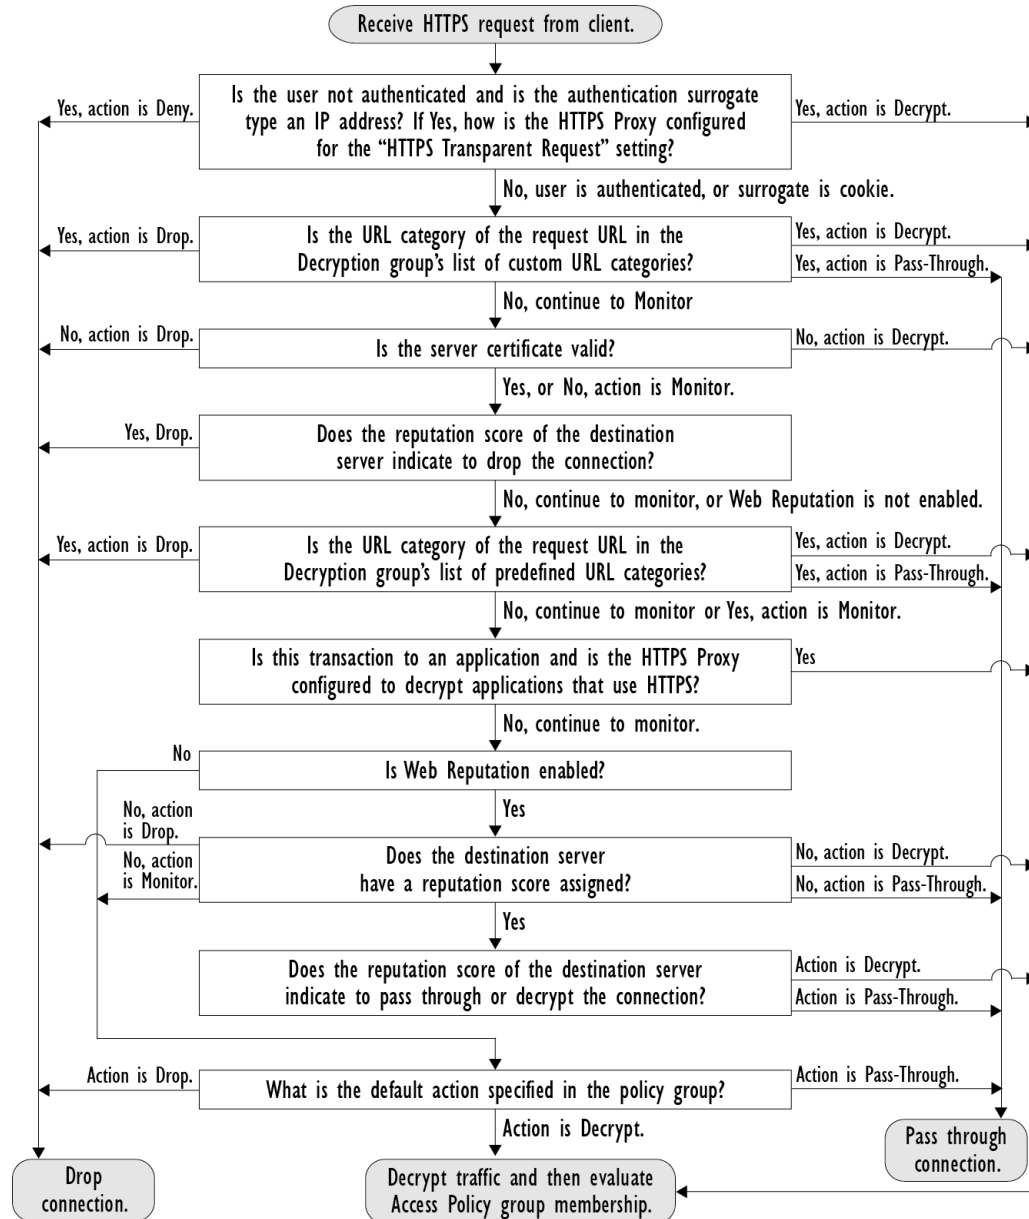 Receive HTTPS request from client.
Yes, action is Deny.
Is the user not authenticated and is the authentication surrogate
type an IP address? If Yes, how is the HTTPS Proxy configured
for the “HTTPS Transparent Request” setting?
Yes, action is Decrypt.
No, user is authenticated, or surrogate is cookie.
Yes, action is Drop.
Is the URL category of the request URL in the
Decryption group’s list of custom URL categories?
Yes, action is Decrypt.
Yes, action is Pass-Through.
No, continue to Monitor
No, action is Drop.
Is the server certificate valid?
No, action is Decrypt.
Yes, or No, action is Monitor.
Yes, Drop.
Does the reputation score of the destination
server indicate to drop the connection?
No, continue to monitor, or Web Reputation is not enabled.
Yes, action is Drop.
Is the URL category of the request URL in the
Decryption group’s list of predefined URL categories?
Yes, action is Decrypt.
Yes, action is Pass-Through.
No, continue to monitor or Yes, action is Monitor.
Is this transaction to an application and is the HTTPS Proxy
configured to decrypt applications that use HTTPS?
Yes
No, continue to monitor.
No
Is Web Reputation enabled?
Yes
No, action
is Drop.
No, action
is Monitor.
Does the destination server
have a reputation score assigned?
No, action is Decrypt.
No, action is Pass-Through.
Yes
Does the reputation score of the destination server
indicate to pass through or decrypt the connection?
Action is Decrypt.
Action is Pass-Through.
Action is Drop.
What is the default action specified in the policy group?
Action is Pass-Through.
Action is Decrypt.
Drop
connection.
Decrypt traffic and then evaluate
Access Policy group membership.
Pass through
connection.